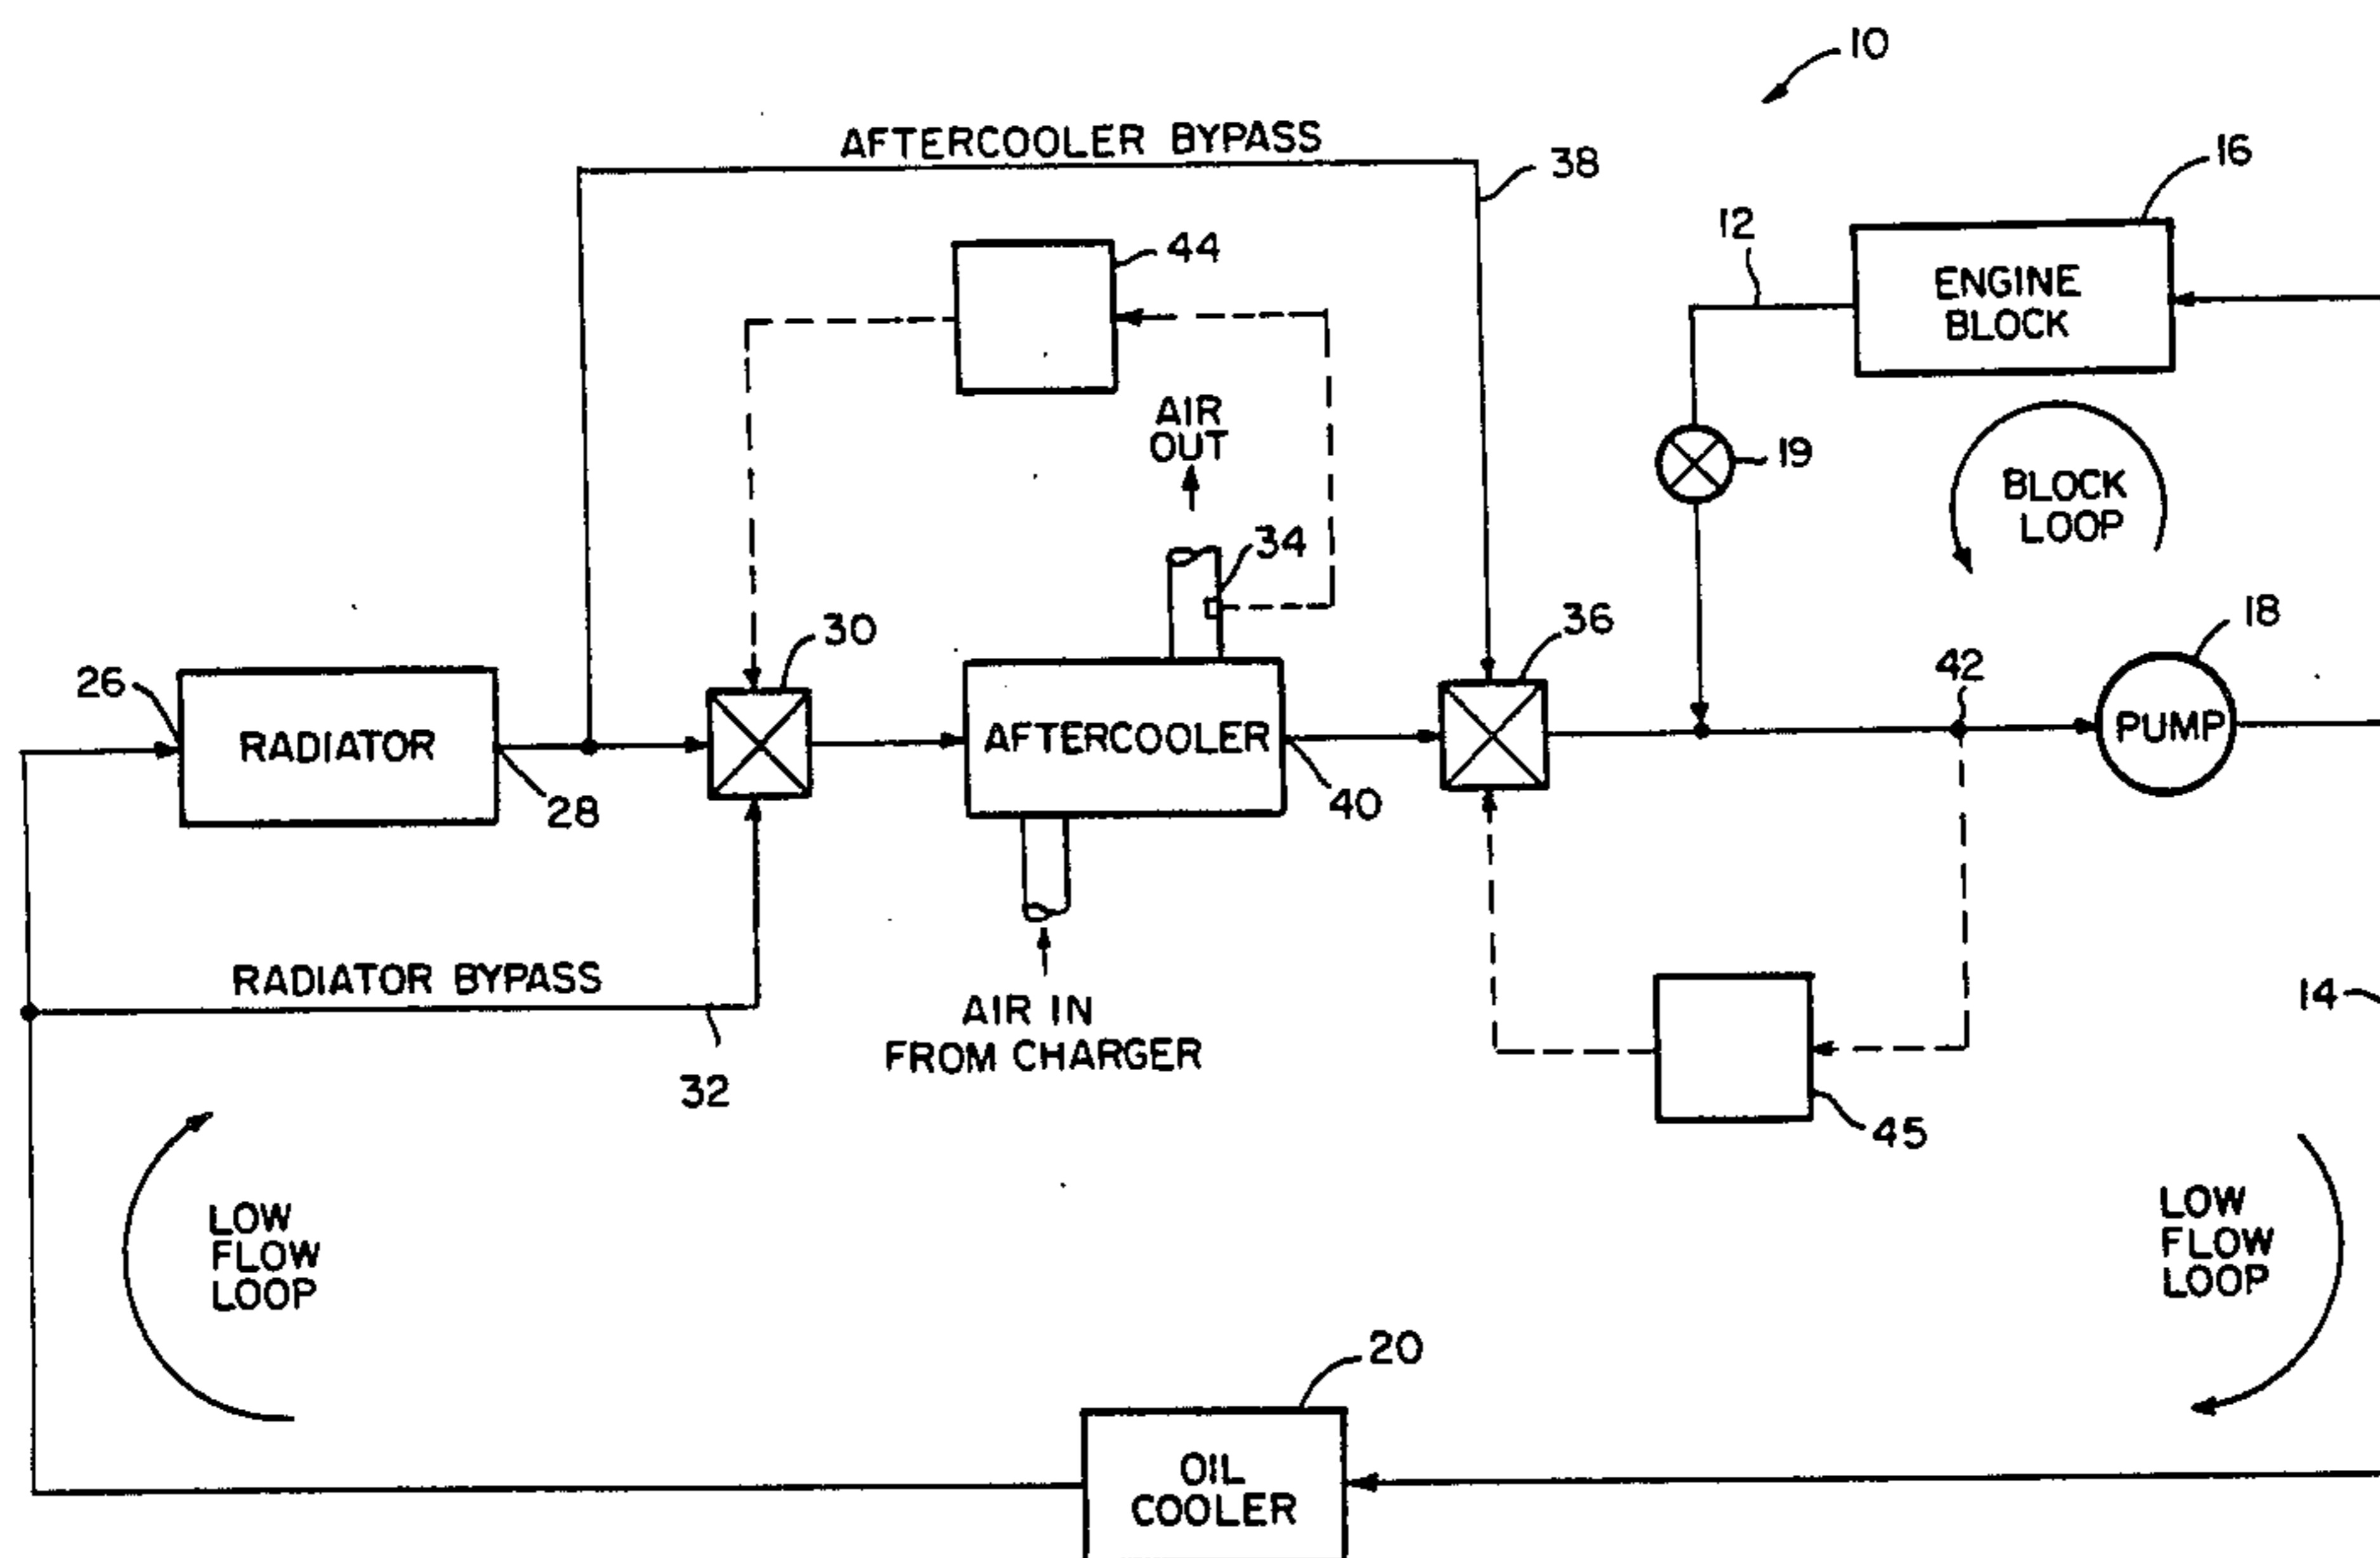 10
AFTERCOOLER BYPASS
38
16
12
44
ENGINE
BLOCK
AIR
OUT
19
BLOCK
LOOP
34
30
36
18
42
26
RADIATOR
AFTERCOOLER
PUMP
28
40
RADIATOR BYPASS
32
AIR IN
FROM CHARGER
14
45
LOW
FLOW
LOOP
LOW
FLOW
LOOP
20
OIL
COOLER